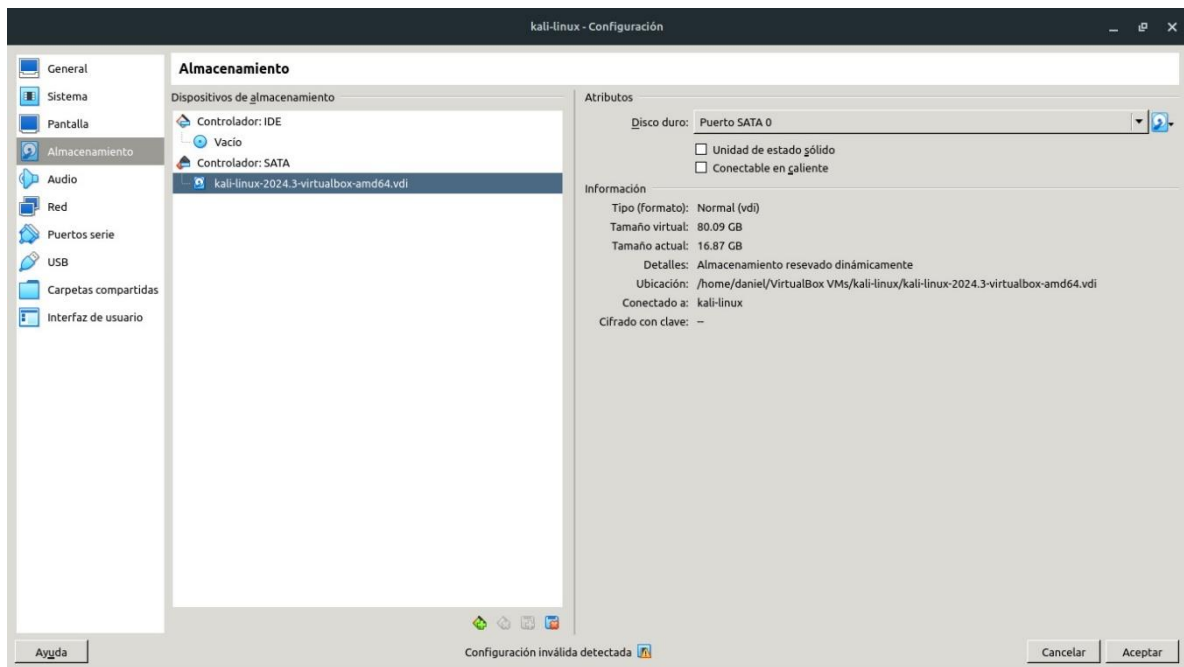 kali-linux - Configuración
General
Sistema
Pantalla
Almacenamiento
Audio
Red
Puertos serie
USB
Carpetas compartidas
Interfaz de usuario
Almacenamiento
Dispositivos de almacenamiento
Controlador: IDE
Vacío
Controlador: SATA
kali-linux-2024.3-virtualbox-amd64.vdi
Atributos
Disco duro: Puerto SATA 0
Unidad de estado sólido
Conectable en caliente
Información
Tipo (formato): Normal (vdi)
Tamaño virtual: 80.09 GB
Tamaño actual: 16.87 GB
Detalles: Almacenamiento resevado dinámicamente
Ubicación: /home/daniel/VirtualBox VMs/kali-linux/kali-linux-2024.3-virtualbox-amd64.vdi
Conectado a: kali-linux
Cifrado con clave: --
Ayuda
Configuración inválida detectada
Cancelar
Aceptar